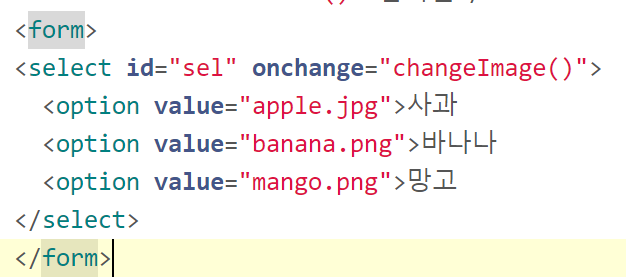 <form>
<select id="sel" onchange="changeImage()">
<option value="apple.jpg">사과
<option value="banana.png">바나나
<option value="mango.png">망고
</select>
</form>